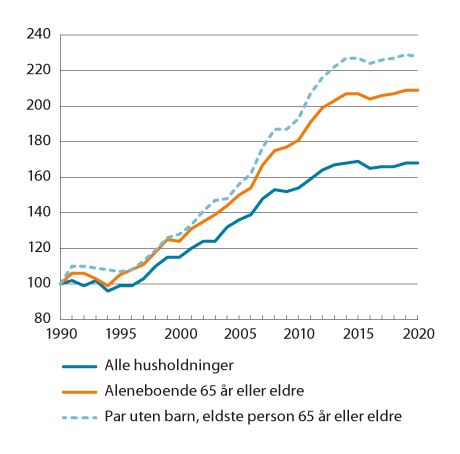 240
220
200
180
160
140
120
100
80
1990 1995 2000 2005 2010 2015 2020
Alle husholdninger
Aleneboende 65 år eller eldre
Par uten barn, eldste person 65 år eller eldre